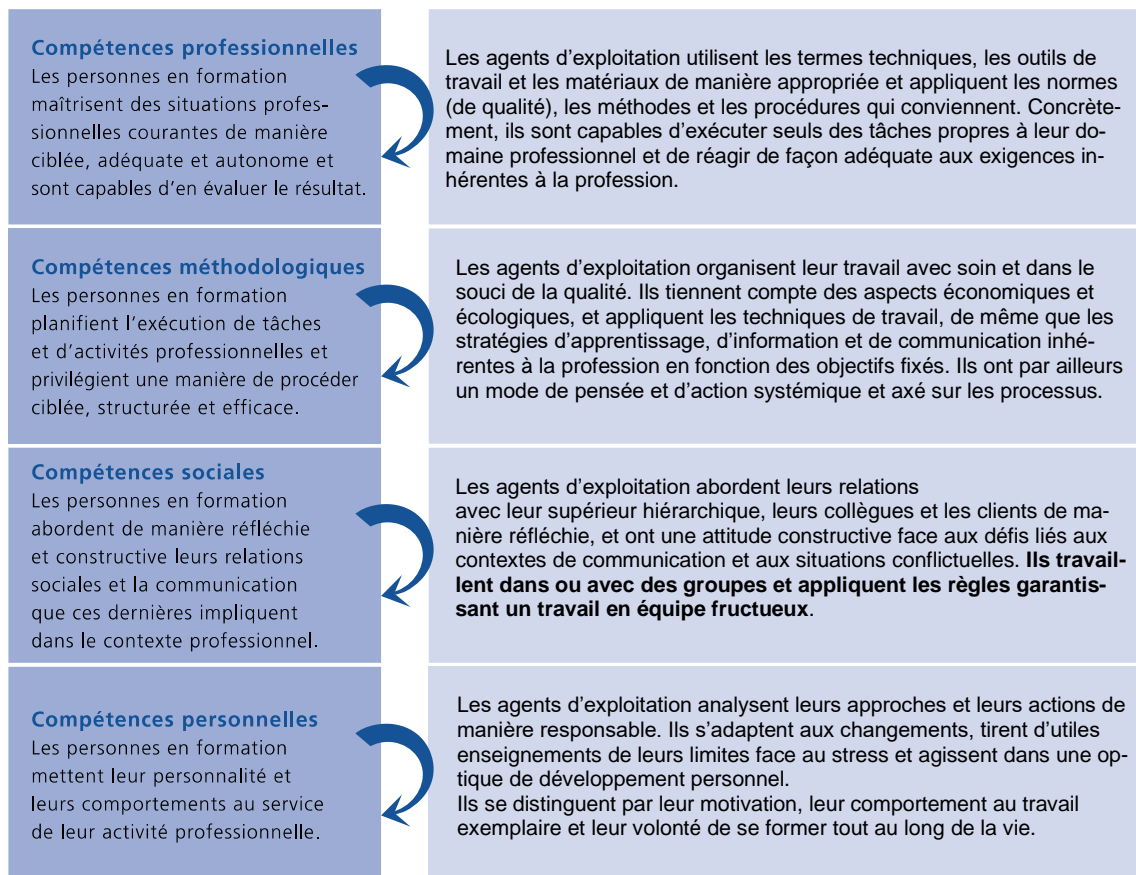 Compétences professionnelles
Les personnes en formation
maîtrisent des situations profes-
sionnelles courantes de manière
ciblée, adéquate et autonome et
sont capables d'en évaluer le résultat.
Les agents d'exploitation utilisent les termes techniques, les outils de
travail et les matériaux de manière appropriée et appliquent les normes
(de qualité), les méthodes et les procédures qui conviennent. Concrète-
ment, ils sont capables d'exécuter seuls des tâches propres à leur do-
maine professionnel et de réagir de façon adéquate aux exigences in-
hérentes à la profession.
Compétences méthodologiques
Les personnes en formation
planifient l'exécution de tâches
et d'activités professionnelles et
privilégient une manière de procéder
ciblée, structurée et efficace.
Les agents d'exploitation organisent leur travail avec soin et dans le
souci de la qualité. Ils tiennent compte des aspects économiques et
écologiques, et appliquent les techniques de travail, de même que les
stratégies d'apprentissage, d'information et de communication inhé-
rentes à la profession en fonction des objectifs fixés. Ils ont par ailleurs
un mode de pensée et d'action systémique et axé sur les processus.
Compétences sociales
Les personnes en formation
abordent de manière réfléchie
et constructive leurs relations
sociales et la communication
que ces dernières impliquent
dans le contexte professionnel.
Les agents d'exploitation abordent leurs relations
avec leur supérieur hiérarchique, leurs collègues et les clients de ma-
nière réfléchie, et ont une attitude constructive face aux défis liés aux
contextes de communication et aux situations conflictuelles. Ils travail-
lent dans ou avec des groupes et appliquent les règles garantis-
sant un travail en équipe fructueux.
Compétences personnelles
Les personnes en formation
mettent leur personnalité et
leurs comportements au service
de leur activité professionnelle.
Les agents d'exploitation analysent leurs approches et leurs actions de
manière responsable. Ils s'adaptent aux changements, tirent d'utiles
enseignements de leurs limites face au stress et agissent dans une op-
tique de développement personnel.
Ils se distinguent par leur motivation, leur comportement au travail
exemplaire et leur volonté de se former tout au long de la vie.